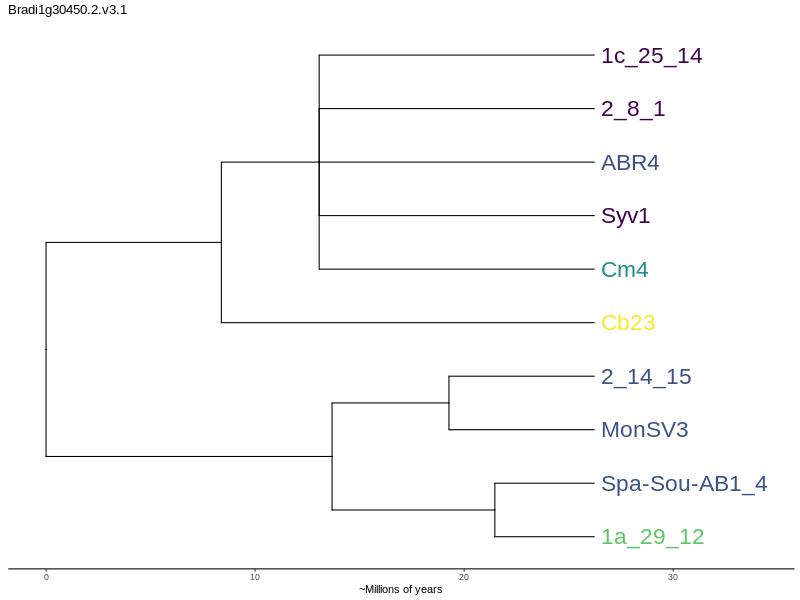 Bradi1g30450.2.v3.1
1c_25_14
2_8_1
ABR4
Syv1
Cm4
Cb23
2_14_15
MonSV3
Spa-Sou-AB1_4
1a_29_12
0 10 20 30
~Millions of years